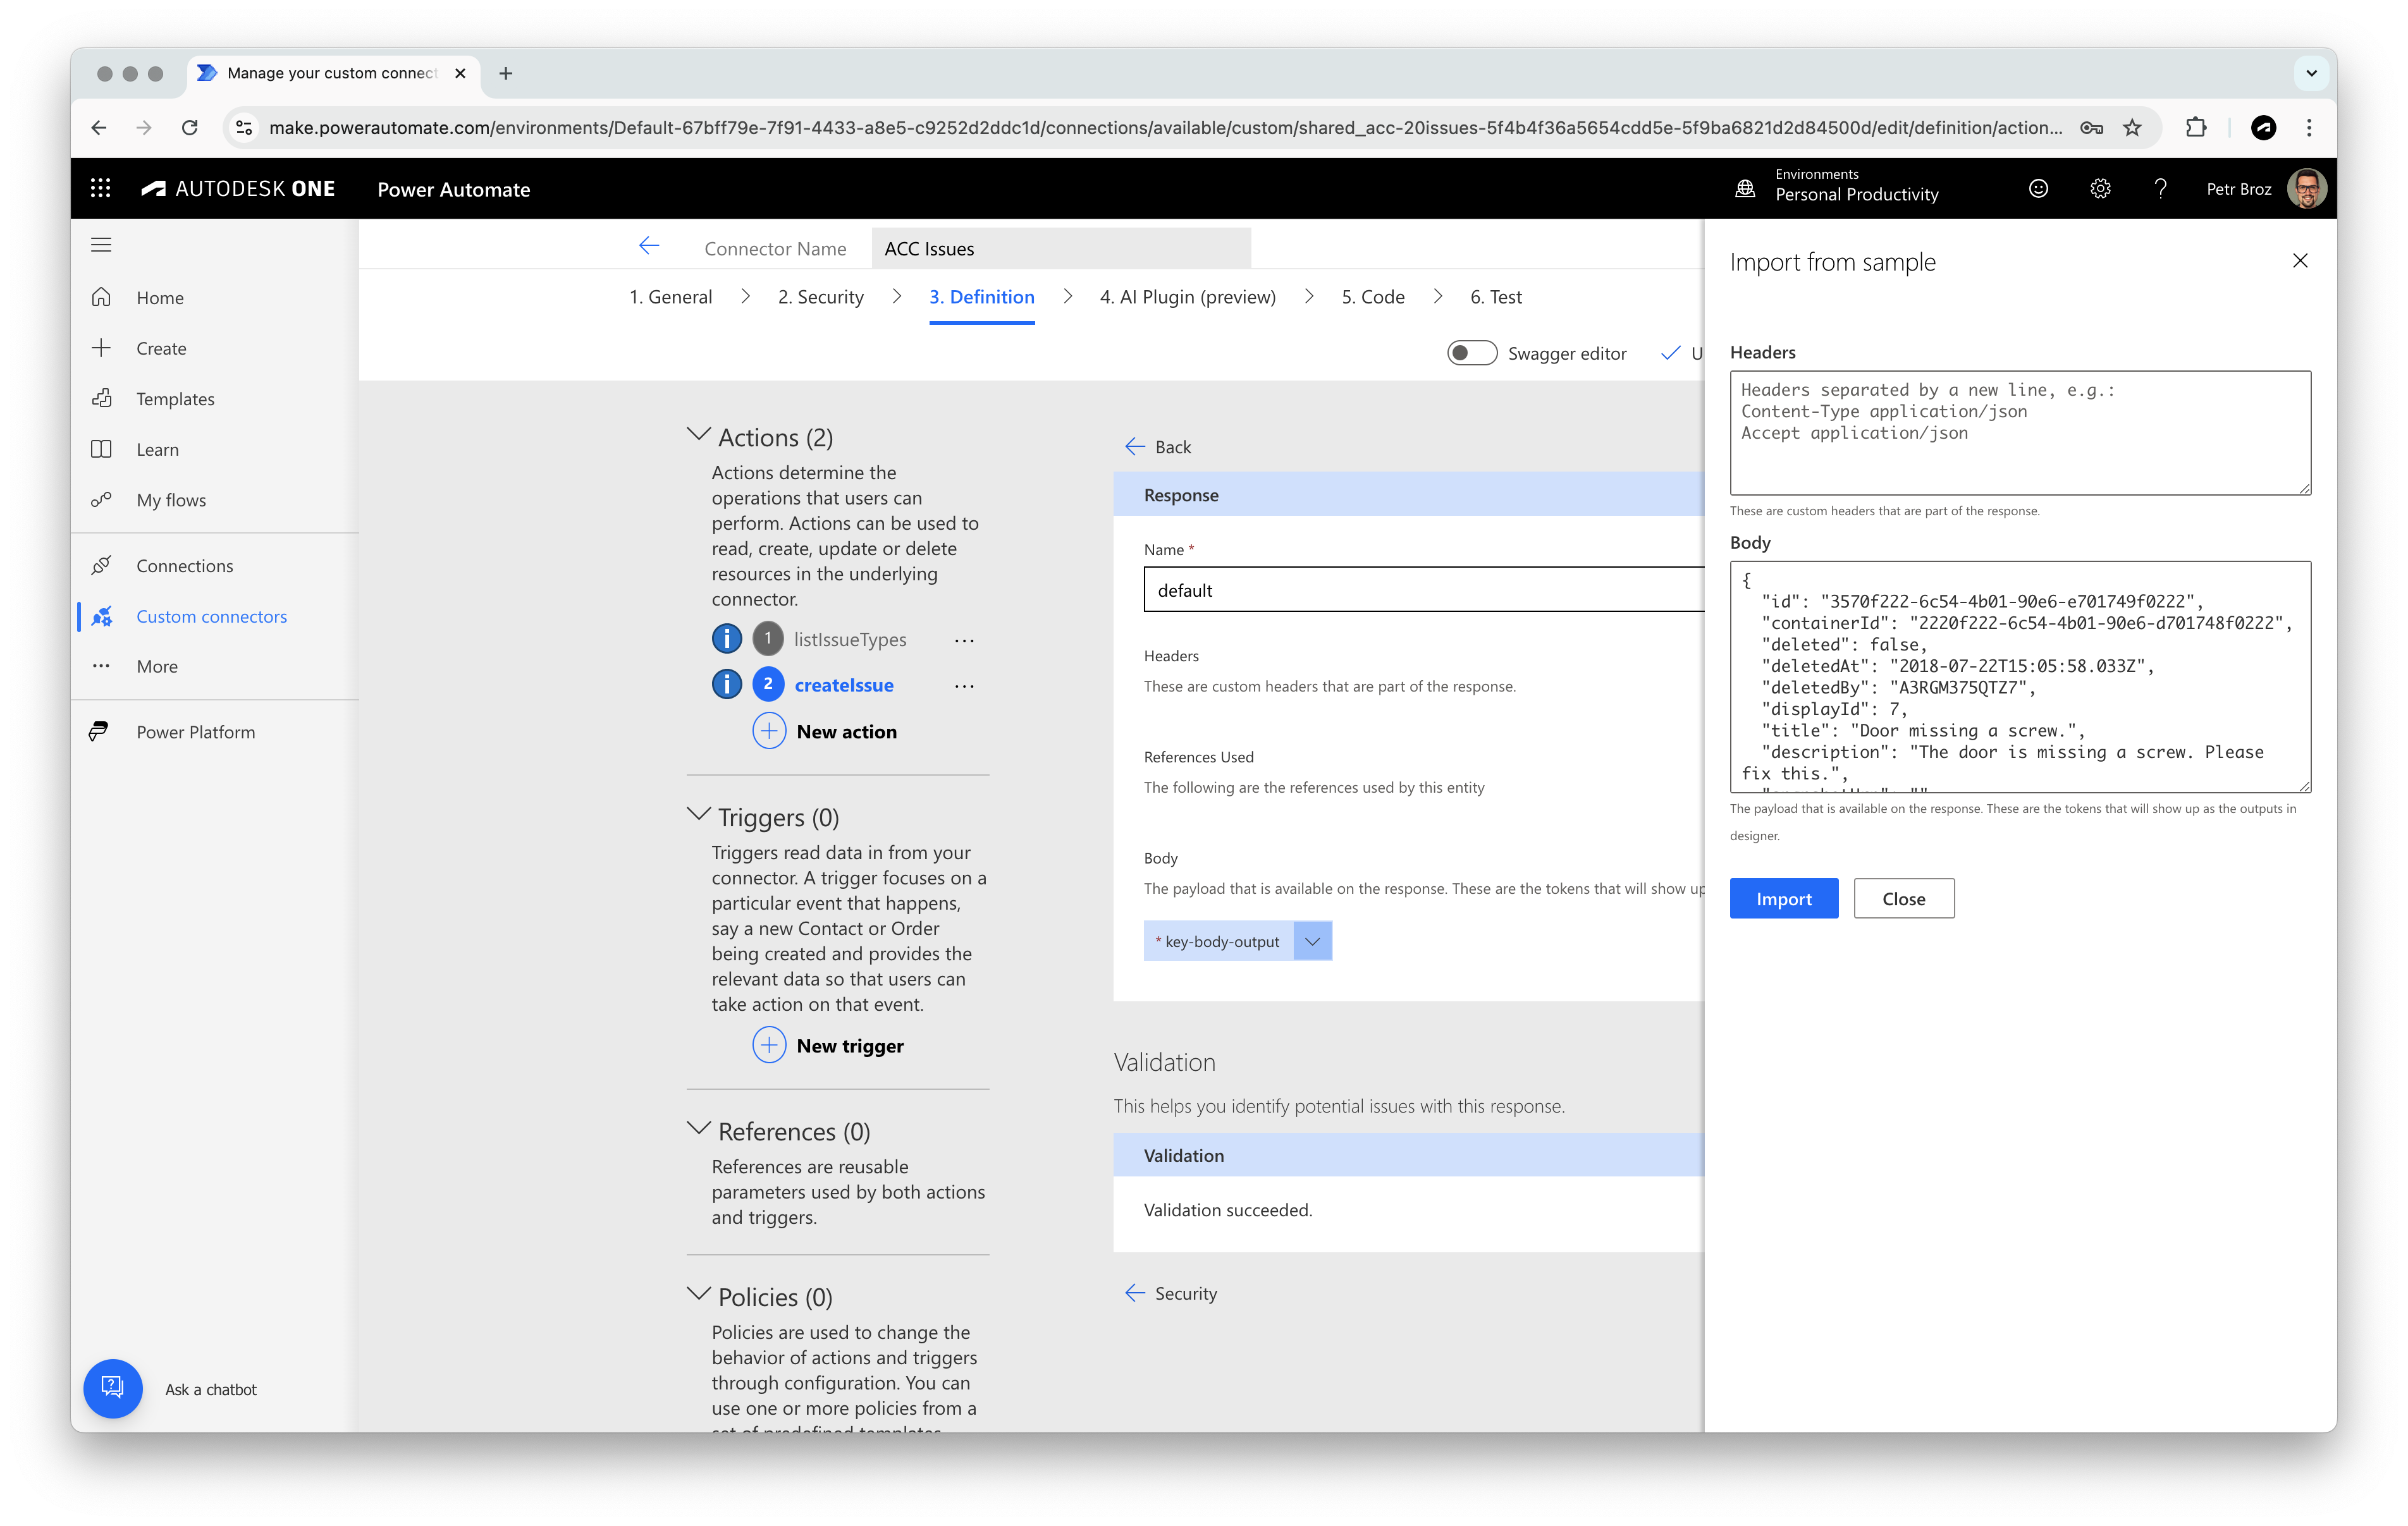 Manage your custom connect
make.powerautomate.com/environments/Default-67bff79e-7f91-4433-a8e5-c9252d2ddc1d/connections/available/custom/shared_acc-20issues-5f4b4f36a5654cdd5e-5f9ba6821d2d84500d/edit/definition/action...
AUTODESK ONE
Power Automate
Environments
Personal Productivity
Petr Broz
Home
Create
Templates
Learn
My flows
Connections
Custom connectors
More
Power Platform
Ask a chatbot
Connector Name
ACC Issues
1. General
2. Security
3. Definition
4. AI Plugin (preview)
5. Code
6. Test
Swagger editor
U
Actions (2)
Actions determine the
operations that users can
perform. Actions can be used to
read, create, update or delete
resources in the underlying
connector.
i 1 listIssueTypes ...
i 2 createIssue ...
New action
Triggers (0)
Triggers read data in from your
connector. A trigger focuses on a
particular event that happens,
say a new Contact or Order
being created and provides the
relevant data so that users can
take action on that event.
New trigger
References (0)
References are reusable
parameters used by both actions
and triggers.
Policies (0)
Policies are used to change the
behavior of actions and triggers
through configuration. You can
use one or more policies from a
set of predefined templates
Back
Response
Name *
default
Headers
These are custom headers that are part of the response.
References Used
The following are the references used by this entity
Body
The payload that is available on the response. These are the tokens that will show up
* key-body-output
Validation
This helps you identify potential issues with this response.
Validation
Validation succeeded.
Security
Import from sample
Headers
Headers separated by a new line, e.g.:
Content-Type application/json
Accept application/json
These are custom headers that are part of the response.
Body
{
"id": "3570f222-6c54-4b01-90e6-e701749f0222",
"containerId": "2220f222-6c54-4b01-90e6-d701748f0222",
"deleted": false,
"deletedAt": "2018-07-22T15:05:58.033Z",
"deletedBy": "A3RGM375QTZ7",
"displayId": 7,
"title": "Door missing a screw.",
"description": "The door is missing a screw. Please
fix this.",
The payload that is available on the response. These are the tokens that will show up as the outputs in
designer.
Import
Close